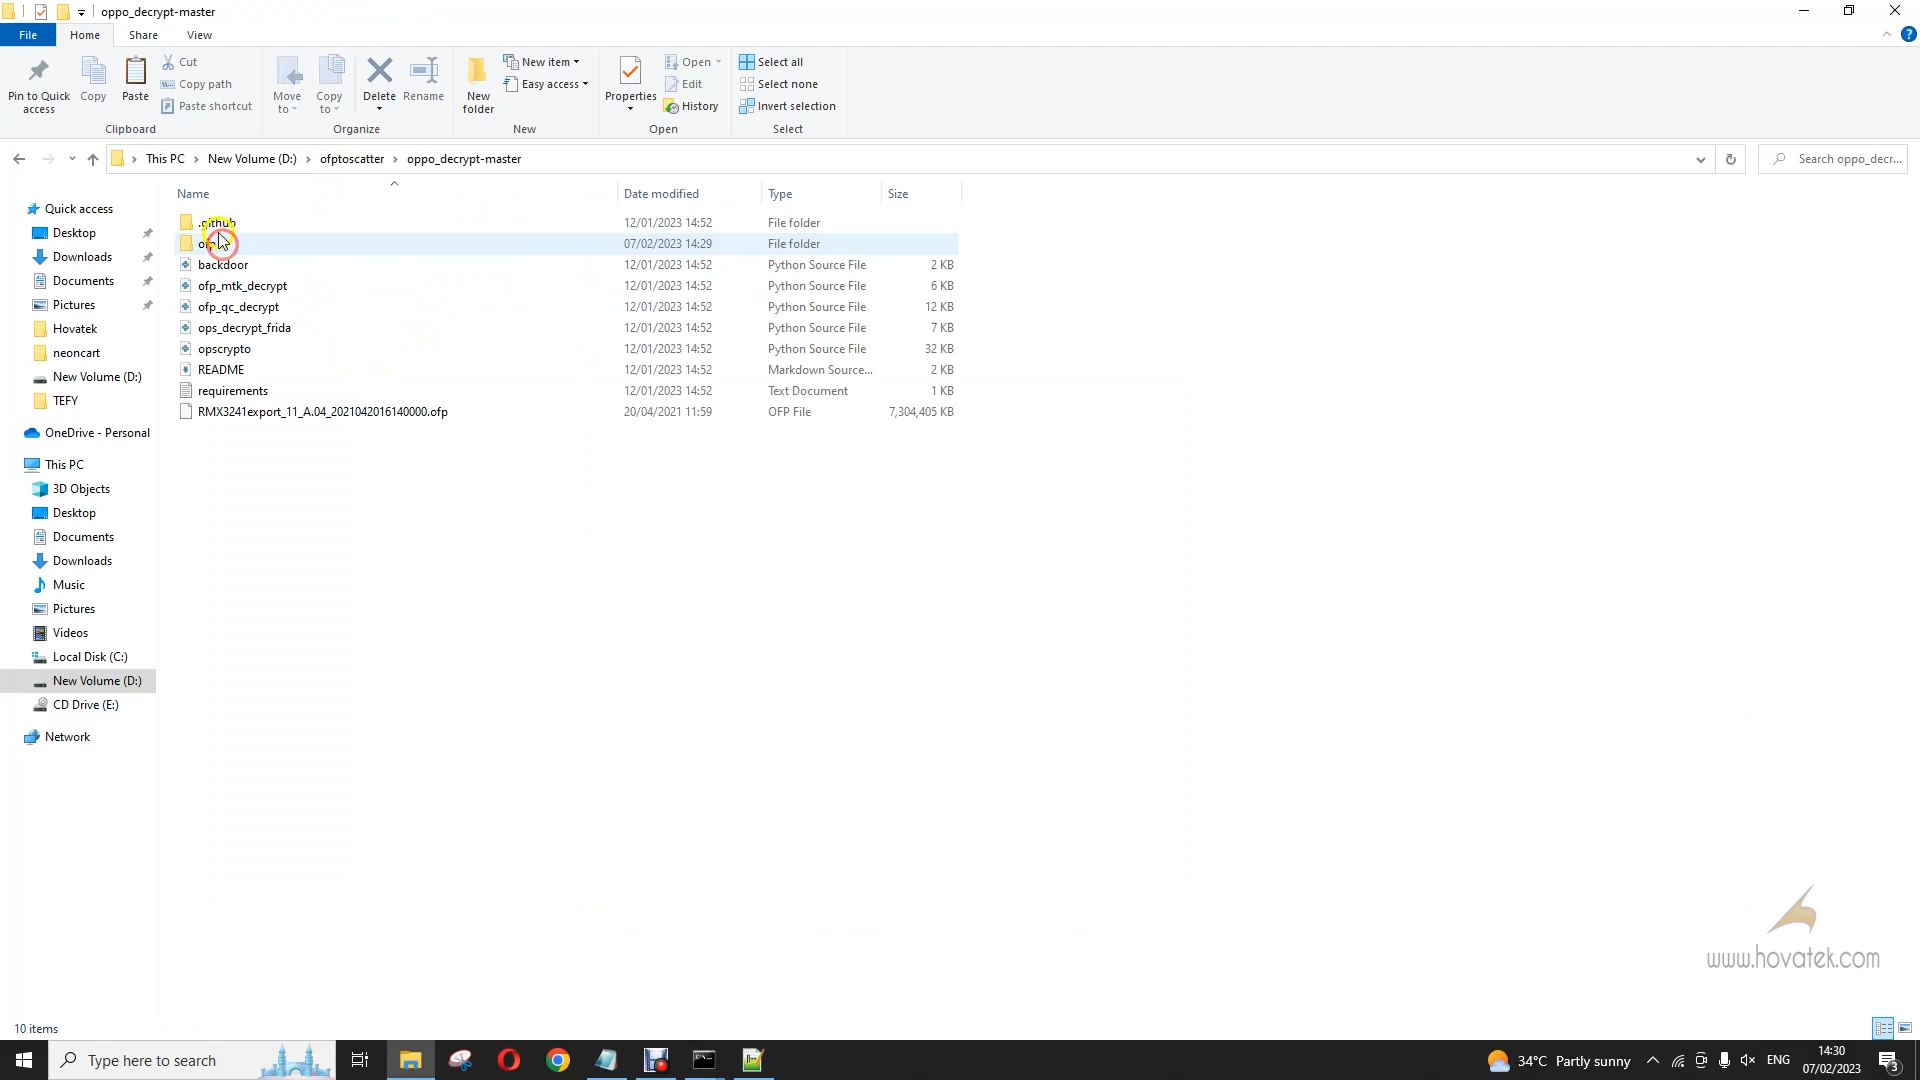 oppo_decrypt-master
File Home Share View
Pin to Quick access
Copy
Paste
Cut
Copy path
Paste shortcut
Clipboard
Move to
Copy to
Delete
Rename
Organize
New folder
New item
Easy access
New
Properties
Open
Edit
History
Open
Select all
Select none
Invert selection
Select
This PC New Volume (D:) ofptoscatter oppo_decrypt-master
Search oppo_decr...
Quick access
Desktop
Downloads
Documents
Pictures
Hovatek
neoncart
New Volume (D:)
TEFY
OneDrive - Personal
This PC
3D Objects
Desktop
Documents
Downloads
Music
Pictures
Videos
Local Disk (C:)
New Volume (D:)
CD Drive (E:)
Network
Name Date modified Type Size
.github 12/01/2023 14:52 File folder
07/02/2023 14:29 File folder
backdoor 12/01/2023 14:52 Python Source File 2 KB
ofp_mtk_decrypt 12/01/2023 14:52 Python Source File 6 KB
ofp_qc_decrypt 12/01/2023 14:52 Python Source File 12 KB
ops_decrypt_frida 12/01/2023 14:52 Python Source File 7 KB
opscrypto 12/01/2023 14:52 Python Source File 32 KB
README 12/01/2023 14:52 Markdown Source... 2 KB
requirements 12/01/2023 14:52 Text Document 1 KB
RMX3241export_11_A.04_2021042016140000.ofp 20/04/2021 11:59 OFP File 7,304,405 KB
www.hovatek.com
10 items
Type here to search
34°C Partly sunny
ENG
14:30
07/02/2023
3